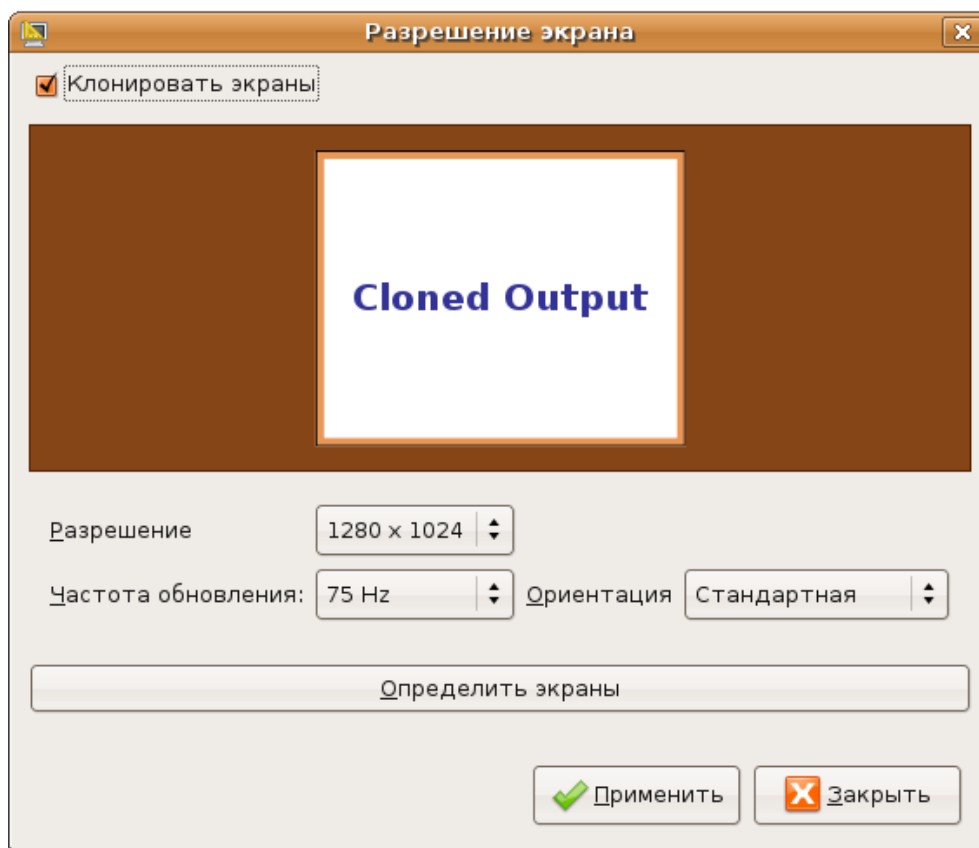 Разрешение экрана
Клонировать экраны
Cloned Output
Разрешение 1280 x 1024
Частота обновления: 75 Hz Ориентация Стандартная
Определить экраны
Применить Закрыть